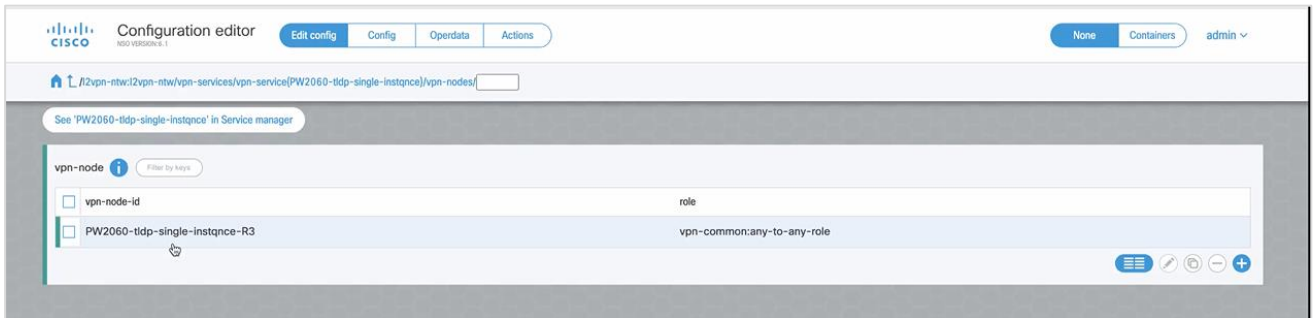 CISCO
Configuration editor
NSO VERSION:6.1
Edit config
Config
Operdata
Actions
None
Containers
admin
/l2vpn-ntw:l2vpn-ntw/vpn-services/vpn-service{PW2060-tldp-single-instqnce}/vpn-nodes/
See 'PW2060-tldp-single-instqnce' in Service manager
vpn-node
i
Filter by keys
vpn-node-id
role
PW2060-tldp-single-instqnce-R3
vpn-common:any-to-any-role